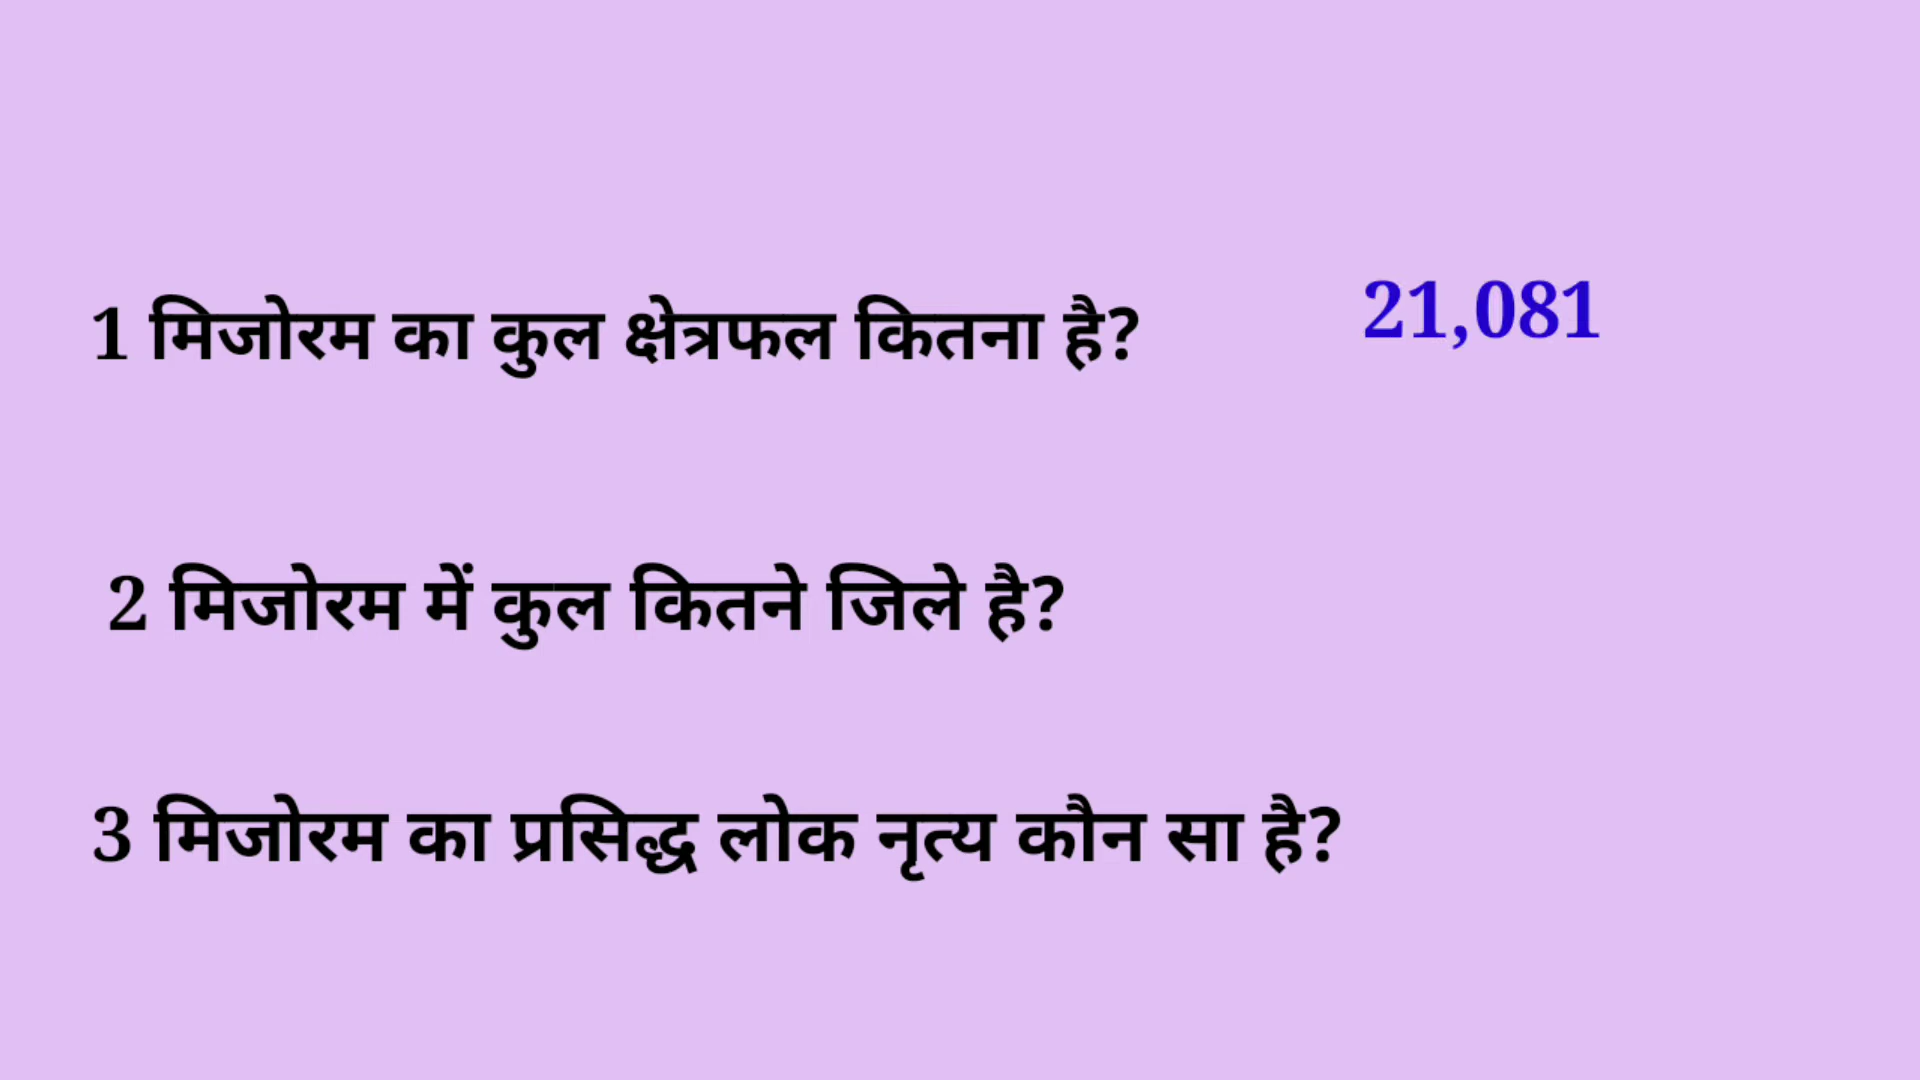 1 मिजोरम का कुल क्षेत्रफल कितना है? 21,081
2 मिजोरम में कुल कितने जिले है?
3 मिजोरम का प्रसिद्ध लोक नृत्य कौन सा है?